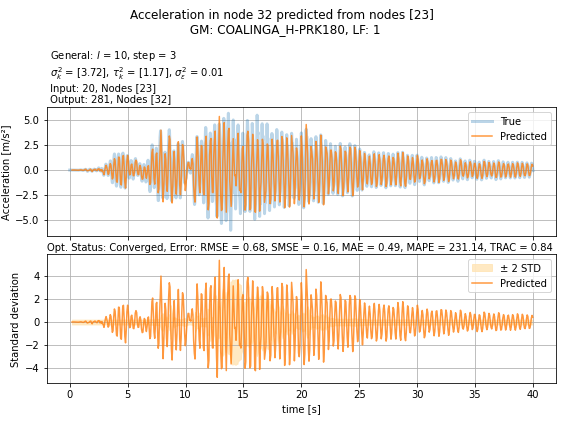 Acceleration in node 32 predicted from nodes [23]
GM: COALINGA_H-PRK180, LF: 1
General: l = 10, step = 3
σ²ₖ = [3.72], τ²ₖ = [1.17], σ²ε = 0.01
Input: 20, Nodes [23]
Output: 281, Nodes [32]
Acceleration [m/s²]
5.0
2.5
0.0
−2.5
−5.0
True
Predicted
Opt. Status: Converged, Error: RMSE = 0.68, SMSE = 0.16, MAE = 0.49, MAPE = 231.14, TRAC = 0.84
Standard deviation
4
2
0
−2
−4
± 2 STD
Predicted
0 5 10 15 20 25 30 35 40
time [s]